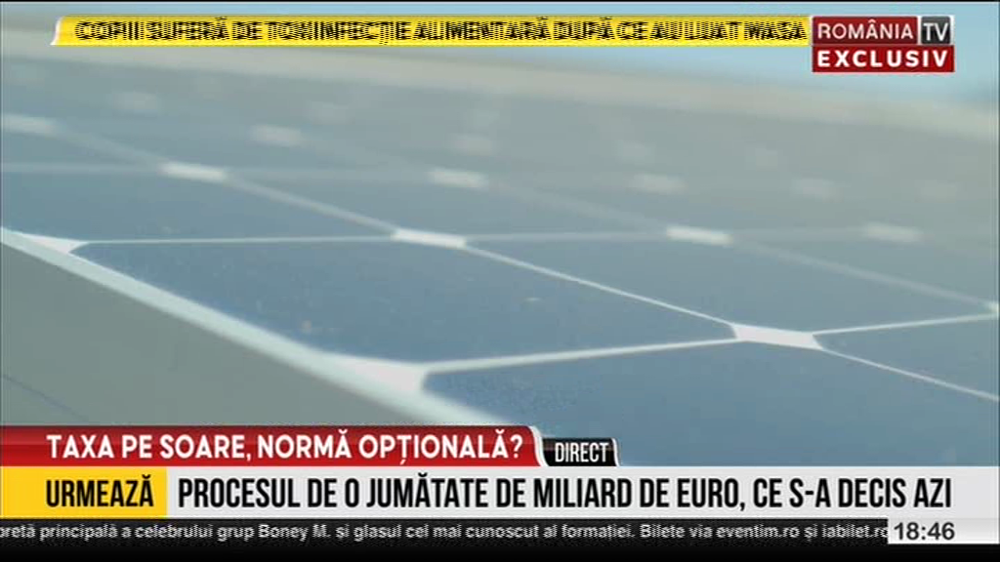 COPIII SUFERĂ DE TOXIINFECȚIE ALIMENTARĂ DUPĂ CE AU LUAT MASA
ROMÂNIA TV
EXCLUSIV
TAXA PE SOARE, NORMĂ OPȚIONALĂ?
DIRECT
URMEAZĂ PROCESUL DE O JUMĂTATE DE MILIARD DE EURO, CE S-A DECIS AZI
principală a celebrului grup Boney M. și glasul cel mai cunoscut al formației. Bilete via eventim.ro și iabilet.ro
18:46